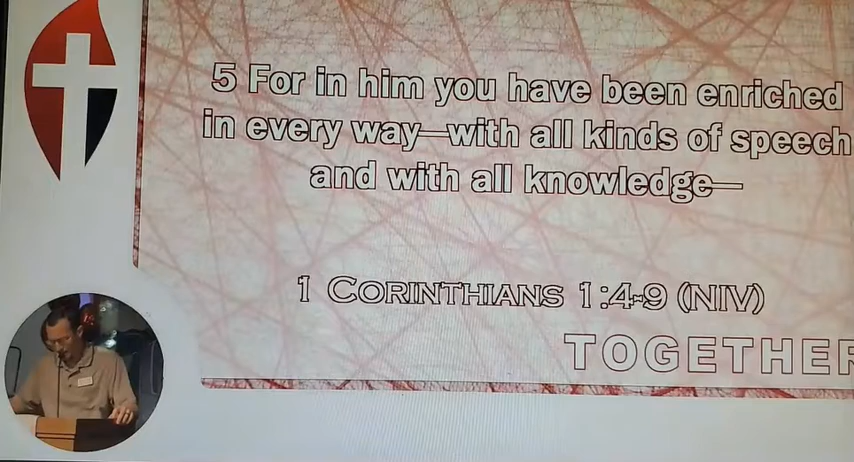 5 For in him you have been enriched
in every way—with all kinds of speech
and with all knowledge—
1 CORINTHIANS 1:4-9 (NIV)
TOGETHER